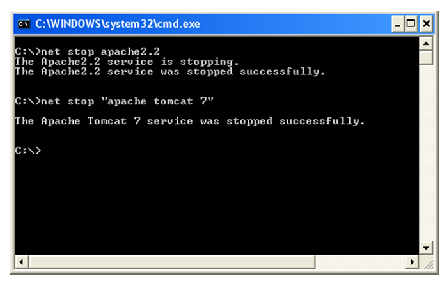 C:\WINDOWS\system32\cmd.exe
C:\>net stop apache2.2
The Apache2.2 service is stopping.
The Apache2.2 service was stopped successfully.
C:\>net stop "apache tomcat 7"
The Apache Tomcat 7 service was stopped successfully.
C:\>